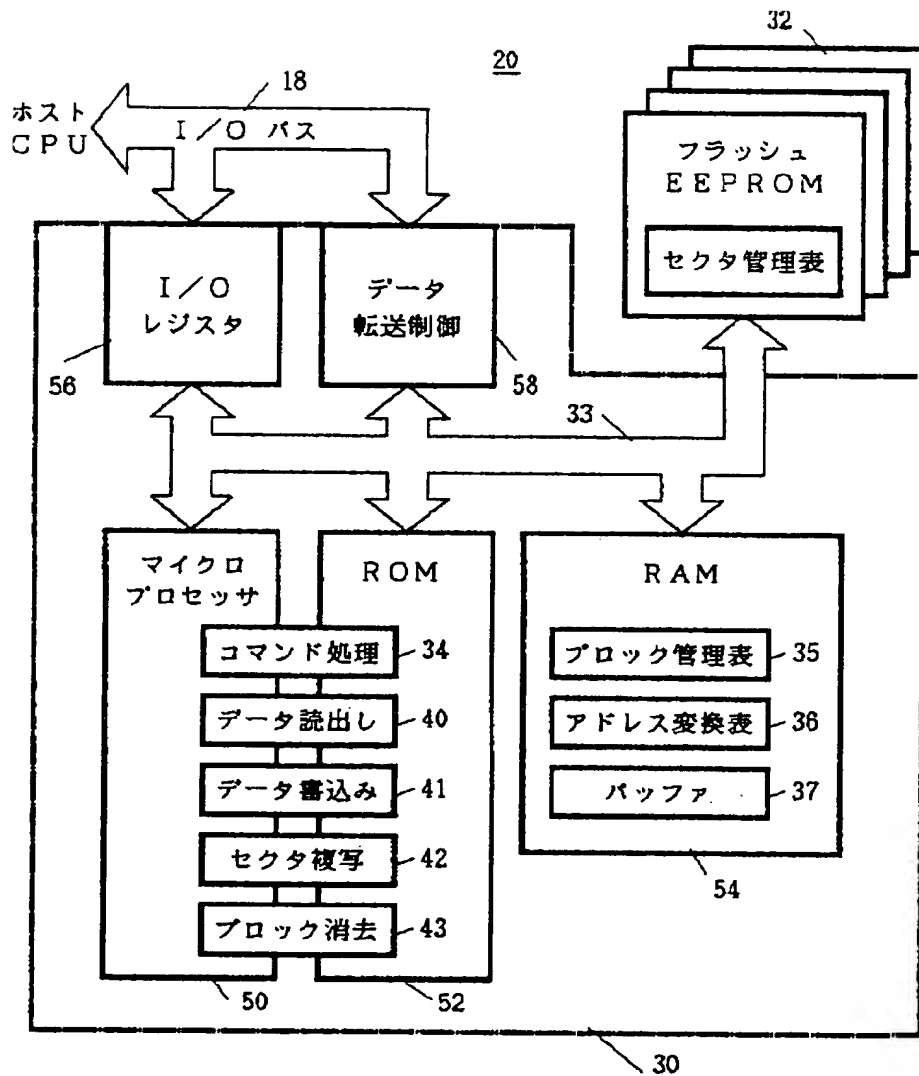 32
20
18
ホスト
CPU
I/O バス
フラッシュ
EEPROM
セクタ管理表
I/O
レジスタ
データ
転送制御
56
58
33
マイクロ
プロセッサ
ROM
RAM
コマンド処理
34
ブロック管理表
35
データ読出し
40
アドレス変換表
36
データ書込み
41
バッファ
37
セクタ複写
42
54
ブロック消去
43
50
52
30